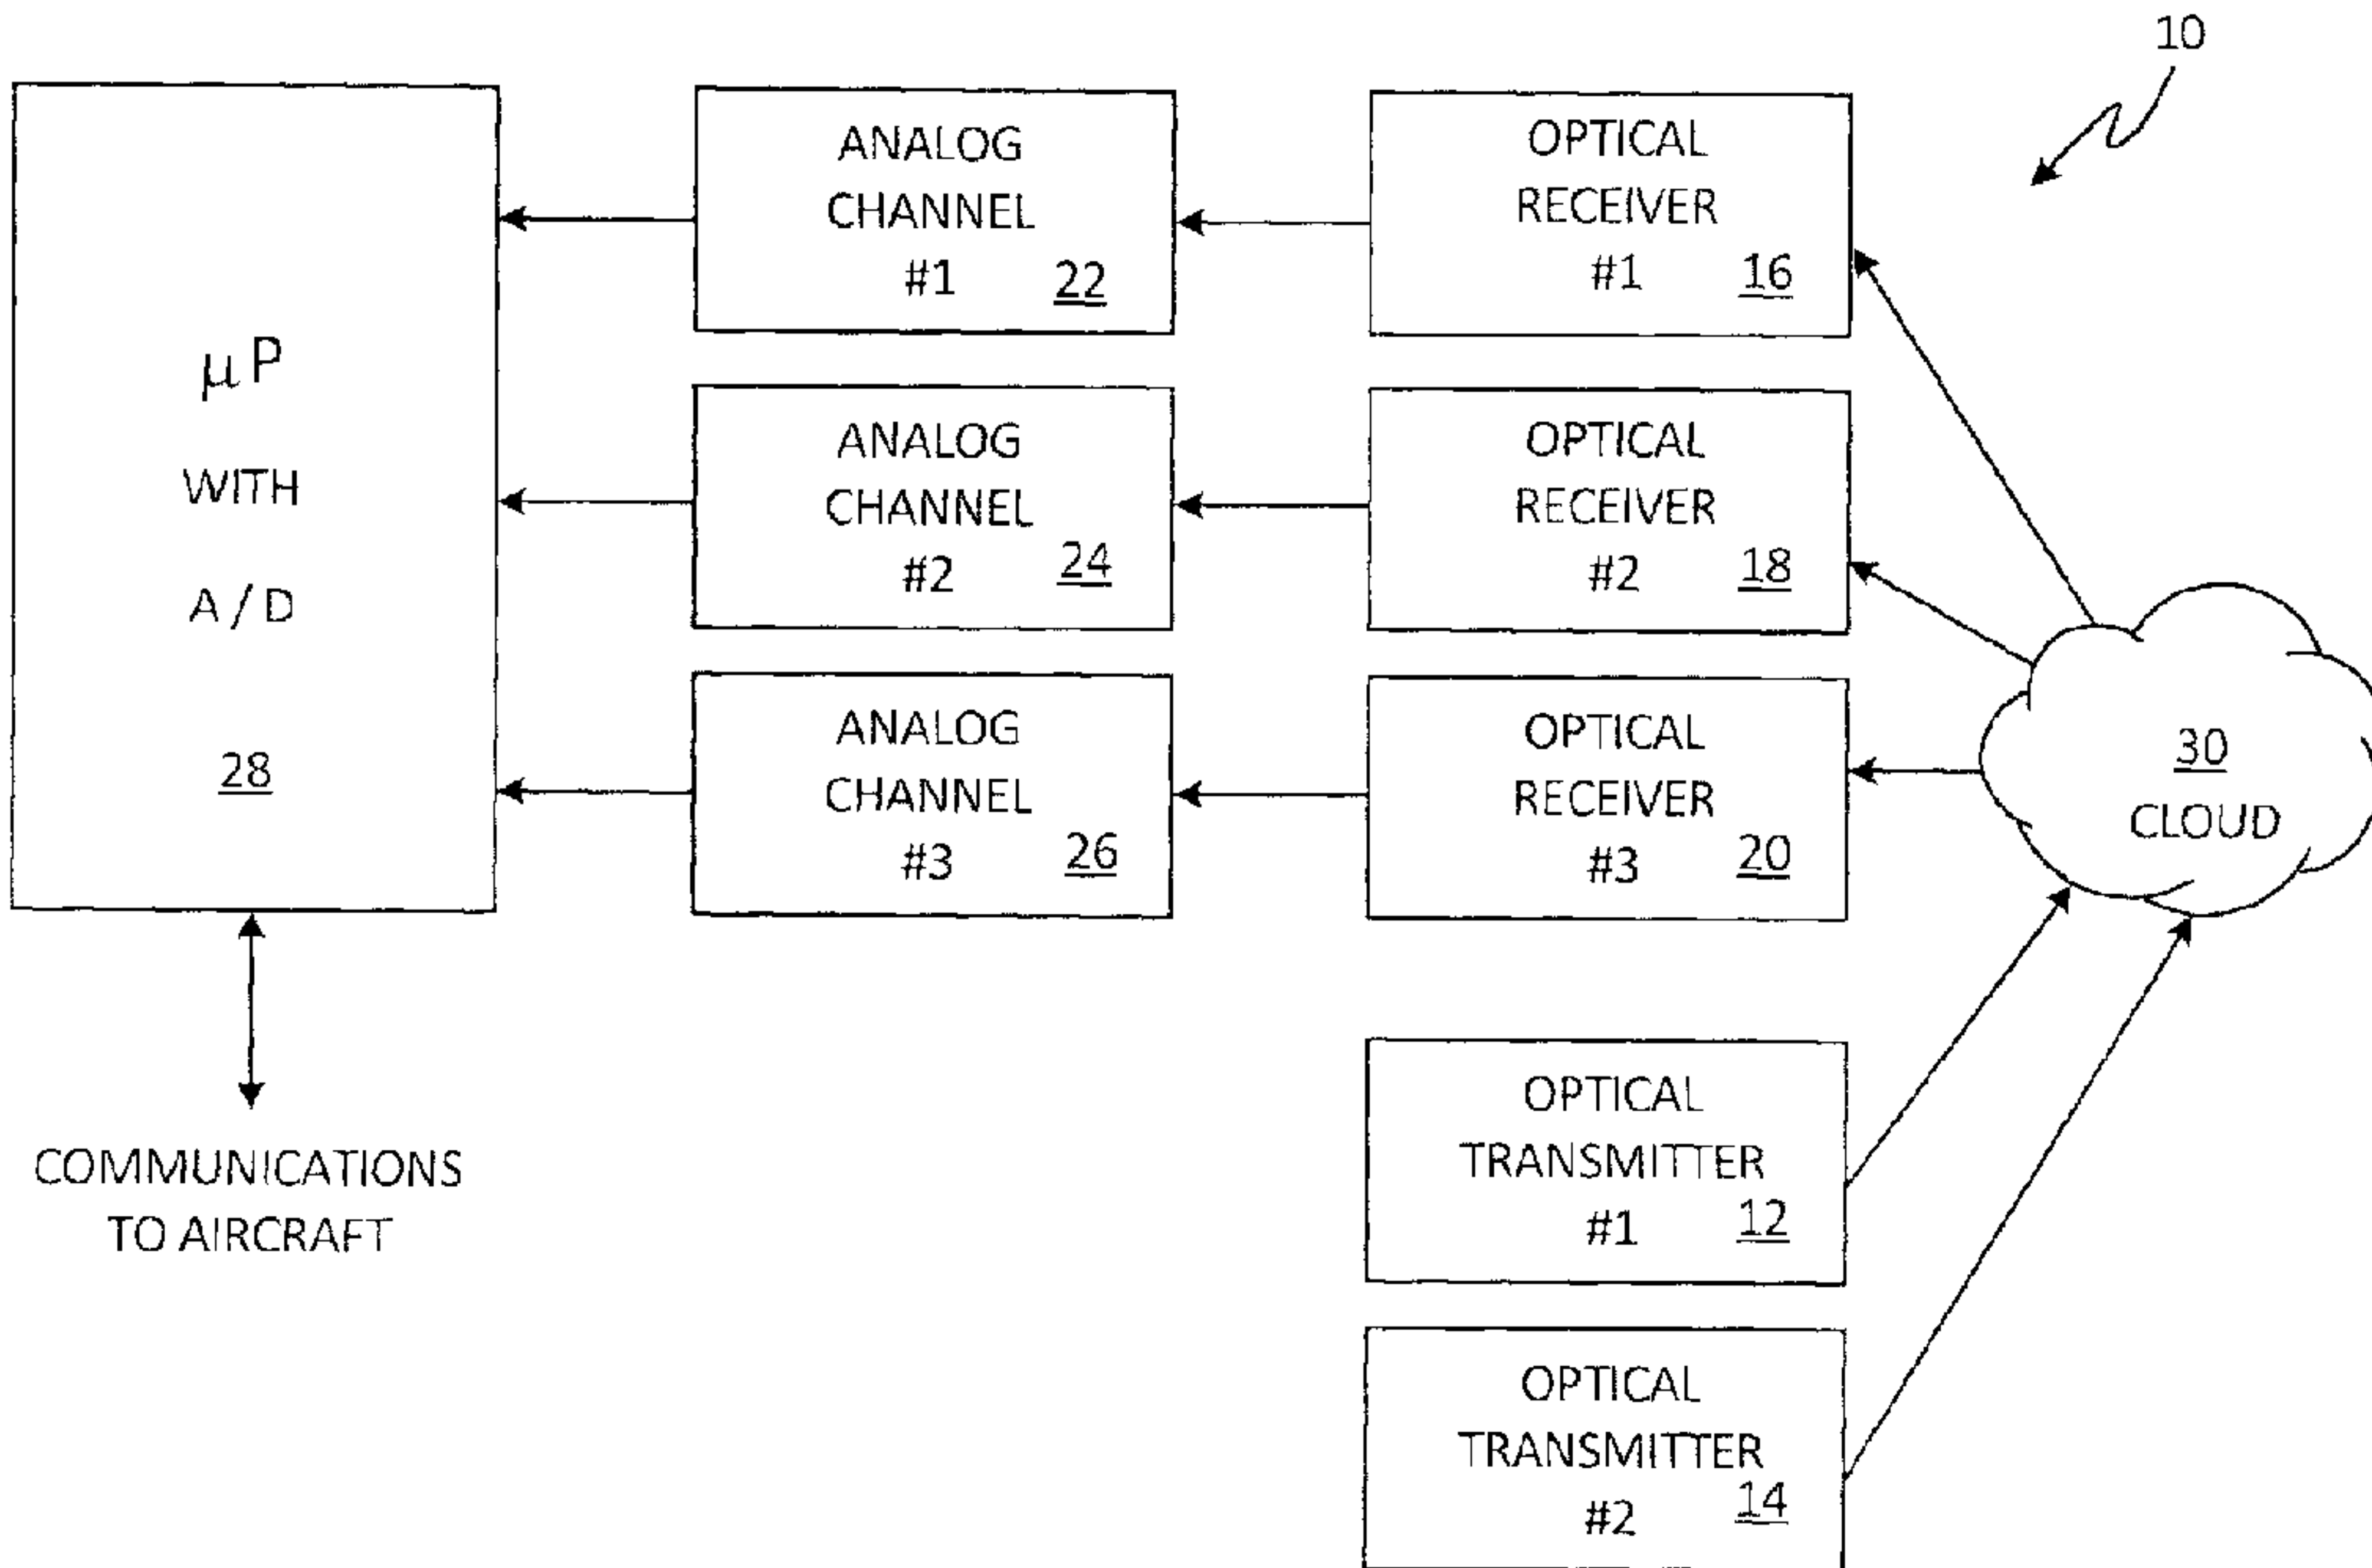 10
μP
WITH
A/D
28
ANALOG
CHANNEL
#1 22
OPTICAL
RECEIVER
#1 16
ANALOG
CHANNEL
#2 24
OPTICAL
RECEIVER
#2 18
ANALOG
CHANNEL
#3 26
OPTICAL
RECEIVER
#3 20
30
CLOUD
COMMUNICATIONS
TO AIRCRAFT
OPTICAL
TRANSMITTER
#1 12
OPTICAL
TRANSMITTER
#2 14